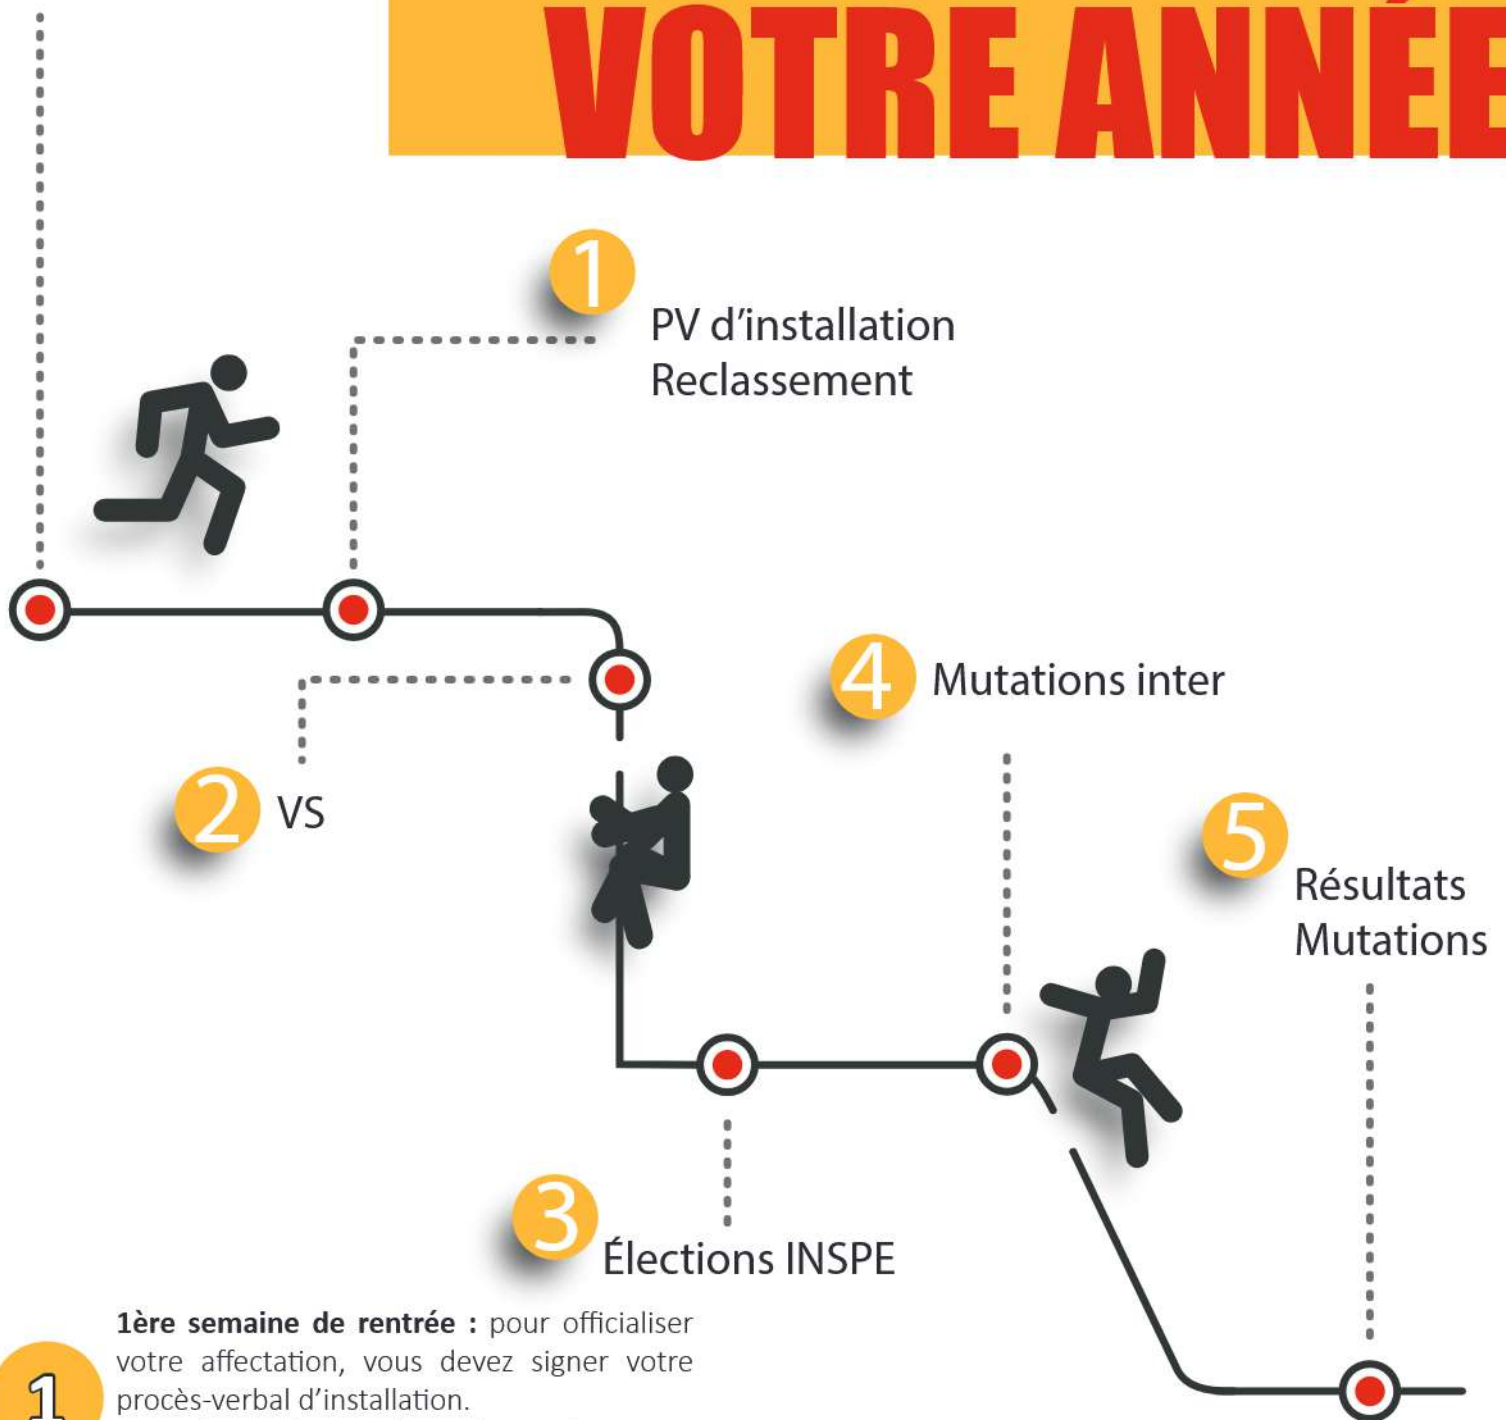 VOTRE ANNÉE
1
PV d'installation
Reclassement
4 Mutations inter
2 VS
5
Résultats
Mutations
3
Élections INSPE
1
1ère semaine de rentrée : pour officialiser
votre affectation, vous devez signer votre
procès-verbal d'installation.